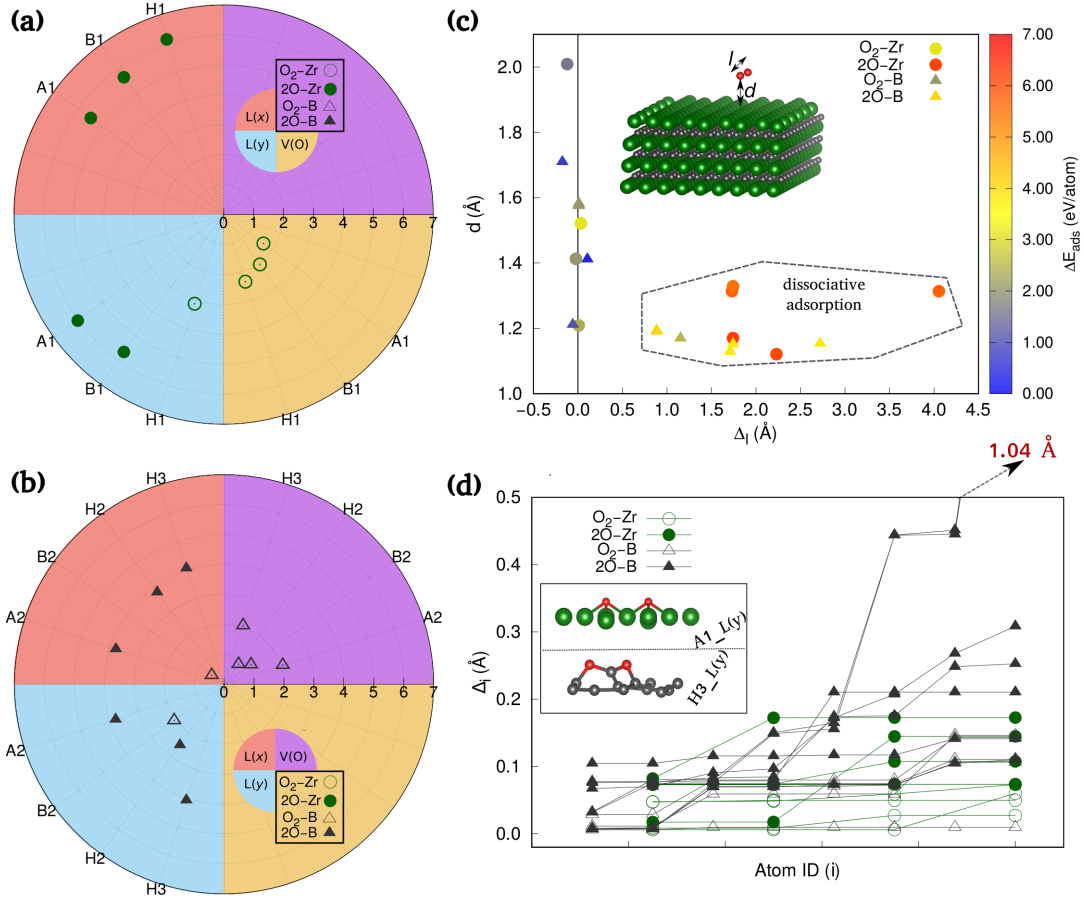 (a)
H1
B1
A1
O₂−Zr
2O−Zr
O₂−B
2O−B
L(x)
L(y)
V(O)
0 1 2 3 4 5 6 7
A1
B1
H1
H1
B1
A1
(b)
H3
H2
B2
A2
H3
H2
B2
A2
0 1 2 3 4 5 6 7
A2
B2
H2
H3
L(x)
V(O)
L(y)
O₂−Zr
2O−Zr
O₂−B
2O−B
(c)
2.0
1.8
1.6
1.4
1.2
1.0
d (Å)
−0.5 0.0 0.5 1.0 1.5 2.0 2.5 3.0 3.5 4.0 4.5
Δₗ (Å)
l
d
O₂−Zr
2O−Zr
O₂−B
2O−B
dissociative
adsorption
7.00
6.00
5.00
4.00
3.00
2.00
1.00
0.00
ΔE_ads (eV/atom)
1.04 Å
(d)
0.5
0.4
0.3
0.2
0.1
0.0
Δᵢ (Å)
O₂−Zr
2O−Zr
O₂−B
2O−B
A1_L(y)
H3_L(y)
Atom ID (i)